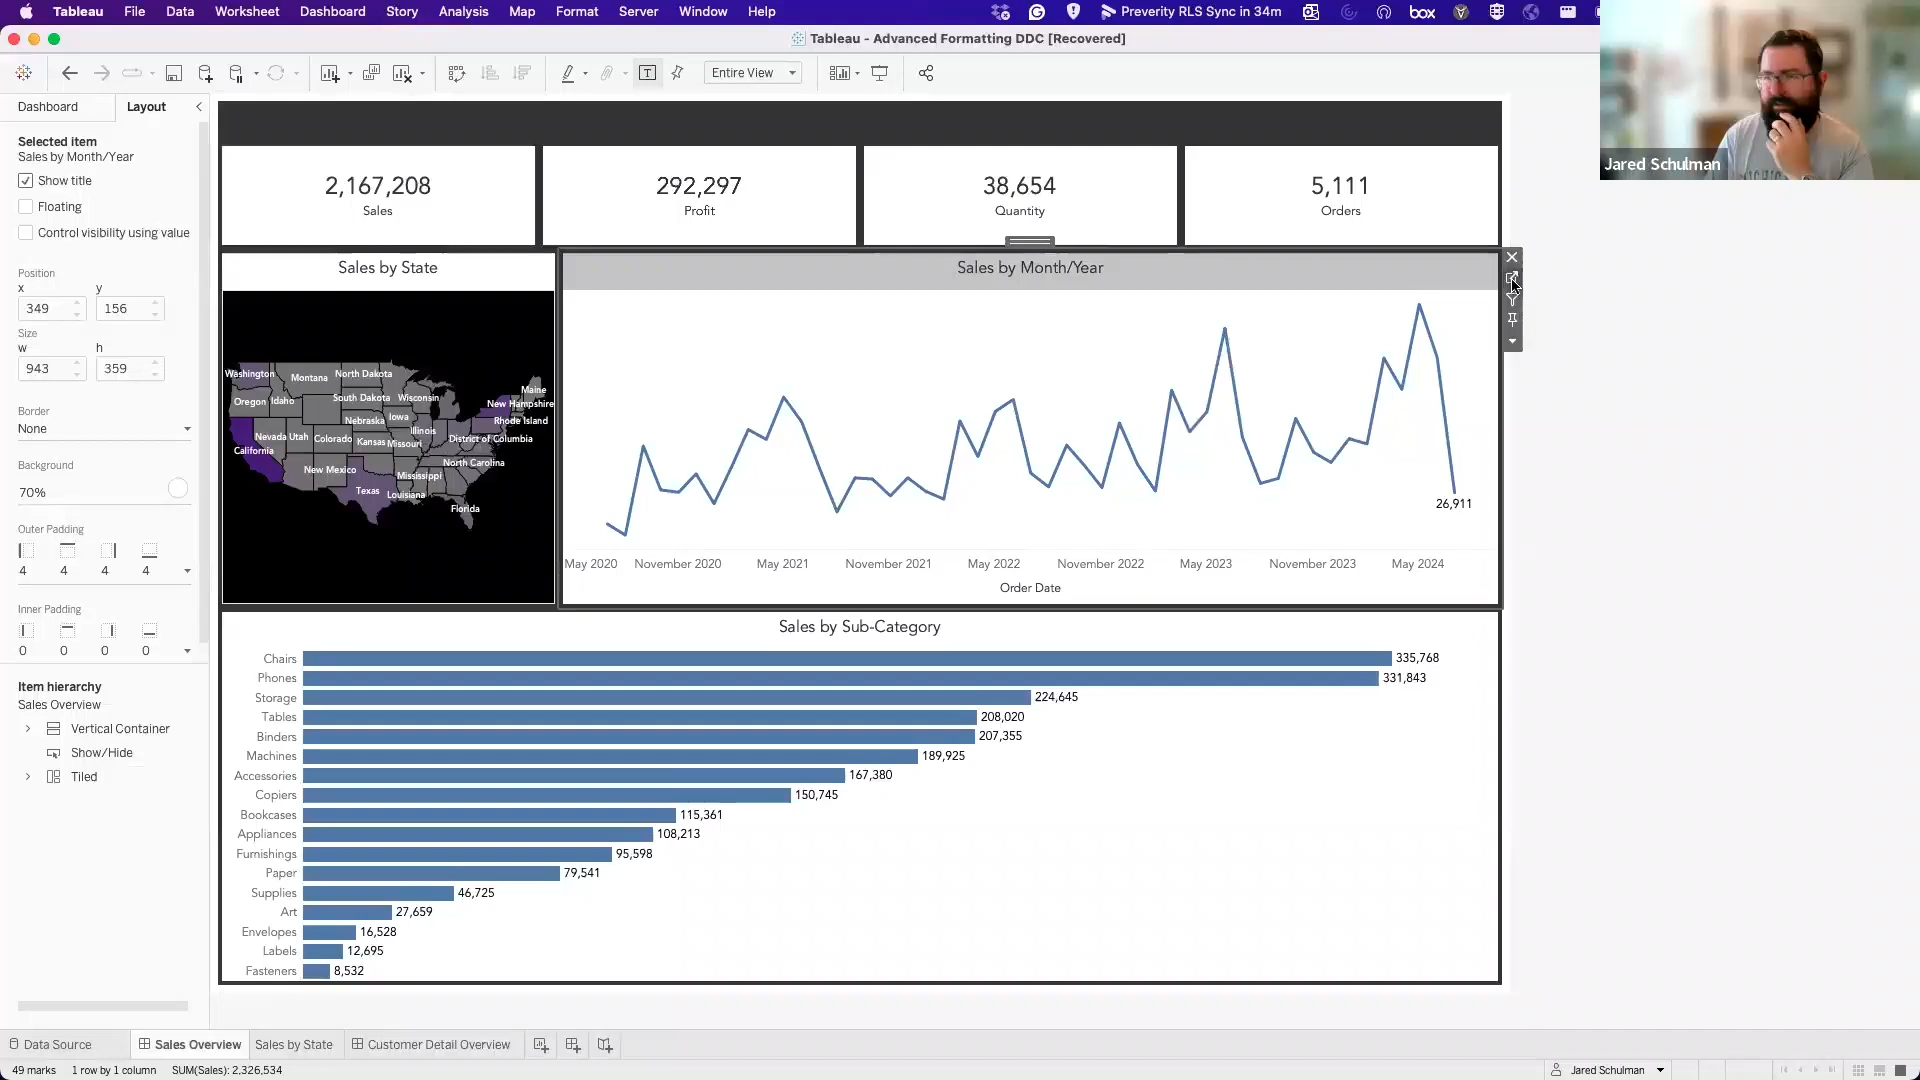 Tableau File Data Worksheet Dashboard Story Analysis Map Format Server Window Help Preverity RLS Sync in 34m box
Tableau - Advanced Formatting DDC [Recovered]
Entire View
Jared Schulman
Dashboard Layout
Selected item
Sales by Month/Year
Show title
Floating
Control visibility using value
Position
x y
349 156
Size
w h
943 359
Border
None
Background
70%
Outer Padding
4 4 4 4
Inner Padding
0 0 0 0
Item hierarchy
Sales Overview
Vertical Container
Show/Hide
Tiled
2,167,208
Sales
292,297
Profit
38,654
Quantity
5,111
Orders
Sales by State
Washington
Montana
North Dakota
Maine
Oregon
Idaho
South Dakota
Wisconsin
New Hampshire
Nebraska
Iowa
Rhode Island
Illinois
Nevada
Utah
Colorado
Kansas
Missouri
District of Columbia
California
New Mexico
North Carolina
Mississippi
Texas
Louisiana
Florida
Sales by Month/Year
26,911
May 2020 November 2020 May 2021 November 2021 May 2022 November 2022 May 2023 November 2023 May 2024
Order Date
Sales by Sub-Category
Chairs 335,768
Phones 331,843
Storage 224,645
Tables 208,020
Binders 207,355
Machines 189,925
Accessories 167,380
Copiers 150,745
Bookcases 115,361
Appliances 108,213
Furnishings 95,598
Paper 79,541
Supplies 46,725
Art 27,659
Envelopes 16,528
Labels 12,695
Fasteners 8,532
Data Source Sales Overview Sales by State Customer Detail Overview
49 marks 1 row by 1 column SUM(Sales): 2,326,534 Jared Schulman